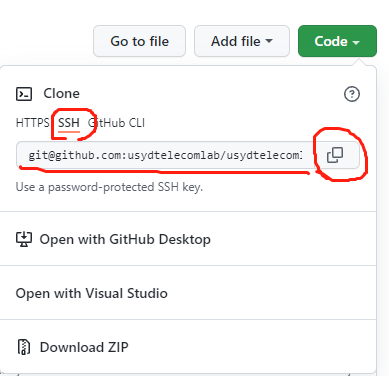 Go to file Add file Code
Clone
HTTPS SSH GitHub CLI
git@github.com:usydtelecomlab/usydtelecoml
Use a password-protected SSH key.
Open with GitHub Desktop
Open with Visual Studio
Download ZIP